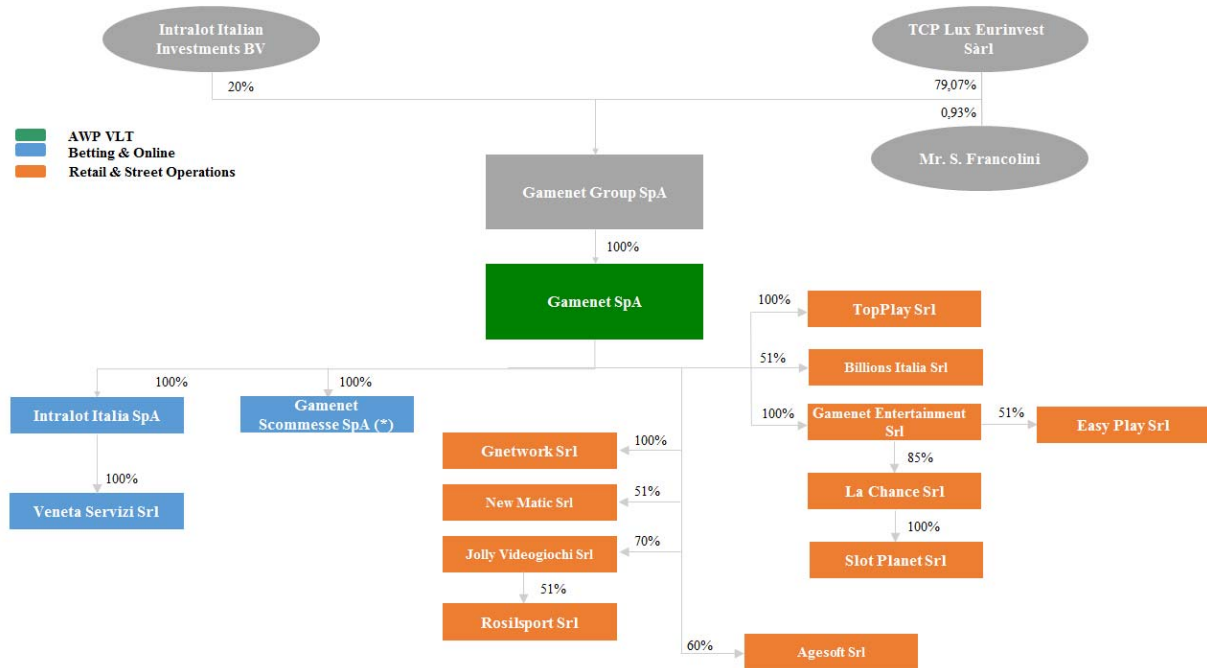 Intralot Italian
Investments BV
TCP Lux Eurinvest
Sàrl
20%
79,07%
0,93%
AWP VLT
Betting & Online
Retail & Street Operations
Mr. S. Francolini
Gamenet Group SpA
100%
Gamenet SpA
100%
TopPlay Srl
51%
Billions Italia Srl
100%
100%
Intralot Italia SpA
Gamenet
Scommesse SpA (*)
100%
Gamenet Entertainment
Srl
51%
Easy Play Srl
100%
Gnetwork Srl
85%
La Chance Srl
100%
Veneta Servizi Srl
51%
New Matic Srl
100%
Slot Planet Srl
70%
Jolly Videogiochi Srl
51%
Rosilsport Srl
60%
Agesoft Srl